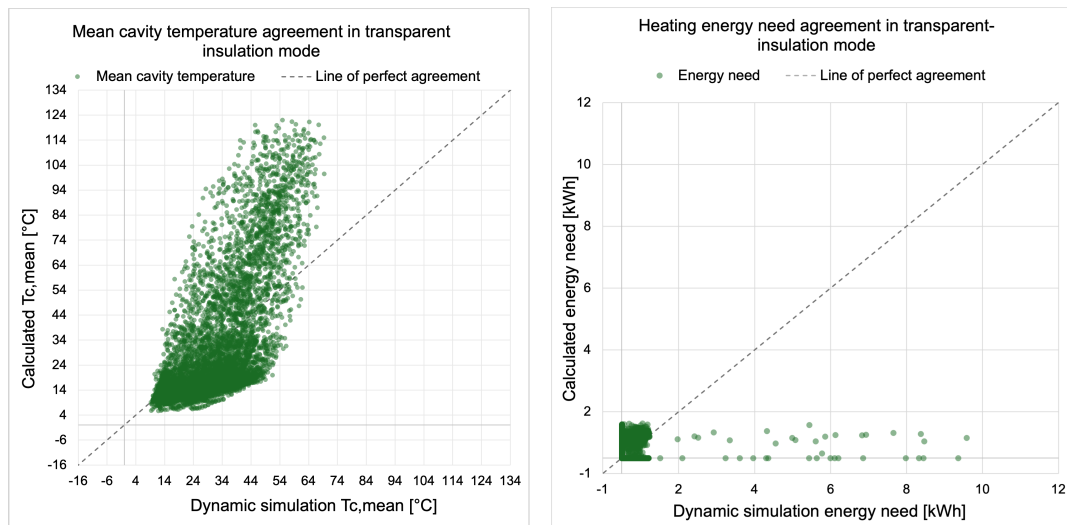 Mean cavity temperature agreement in transparent
insulation mode
Mean cavity temperature
Line of perfect agreement
134
124
114
104
94
84
74
64
54
44
34
24
14
4
-6
-16
Calculated Tc,mean [°C]
-16 -6 4 14 24 34 44 54 64 74 84 94 104 114 124 134
Dynamic simulation Tc,mean [°C]
Heating energy need agreement in transparent-
insulation mode
Energy need
Line of perfect agreement
12
10
8
6
4
2
-1
Calculated energy need [kWh]
-1 2 4 6 8 10 12
Dynamic simulation energy need [kWh]